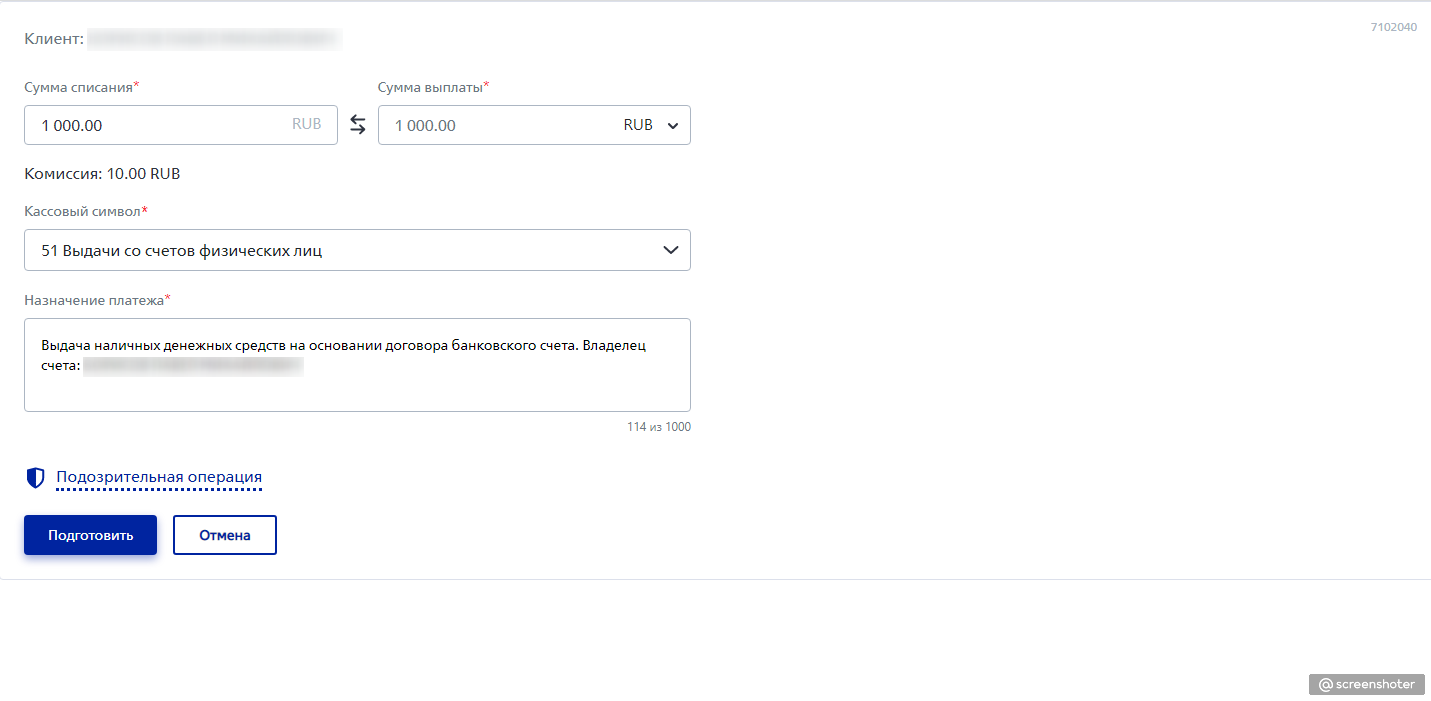 7102040
Клиент:
Сумма списания*
Сумма выплаты*
1 000.00 RUB
1 000.00 RUB
Комиссия: 10.00 RUB
Кассовый символ*
51 Выдачи со счетов физических лиц
Назначение платежа*
Выдача наличных денежных средств на основании договора банковского счета. Владелец
счета:
114 из 1000
Подозрительная операция
Подготовить
Отмена
@screenshoter